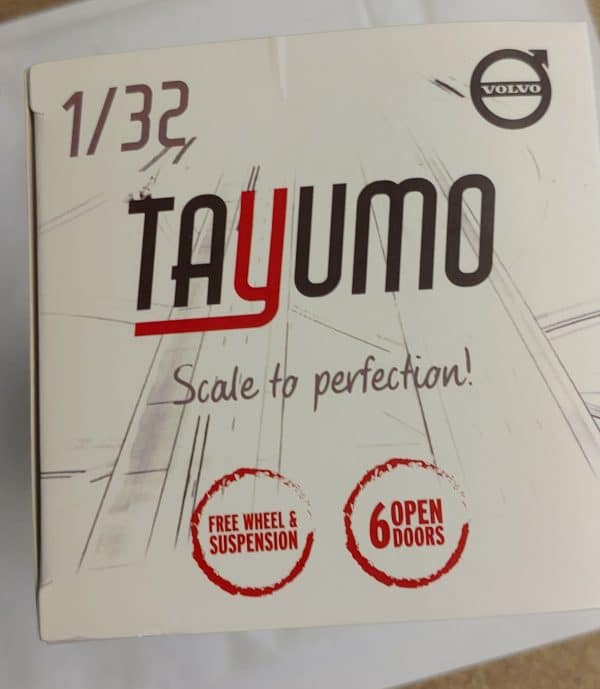 1/32
VOLVO
TAYUMO
Scale to perfection!
FREE WHEEL &
SUSPENSION
6 OPEN
DOORS